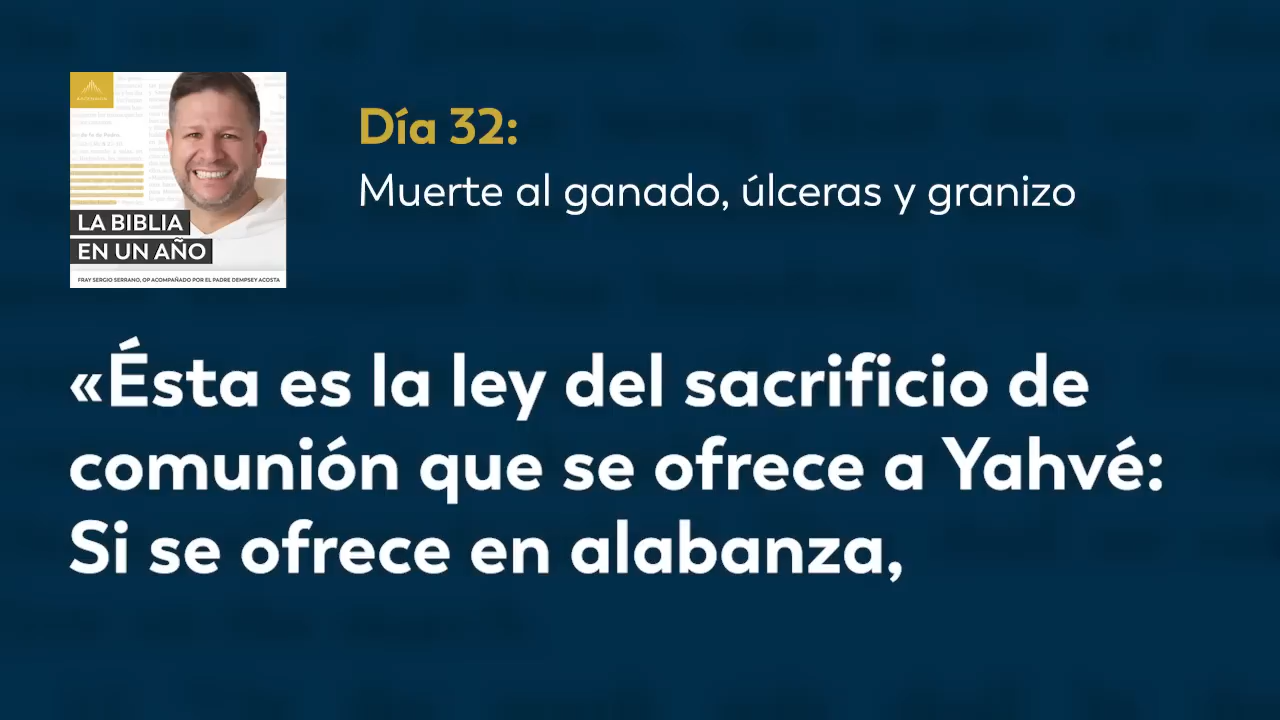 ASCENSION
LA BIBLIA
EN UN AÑO
FRAY SERGIO SERRANO, OP ACOMPAÑADO POR EL PADRE DEMPSEY ACOSTA
Día 32:
Muerte al ganado, úlceras y granizo
«Ésta es la ley del sacrificio de
comunión que se ofrece a Yahvé:
Si se ofrece en alabanza,